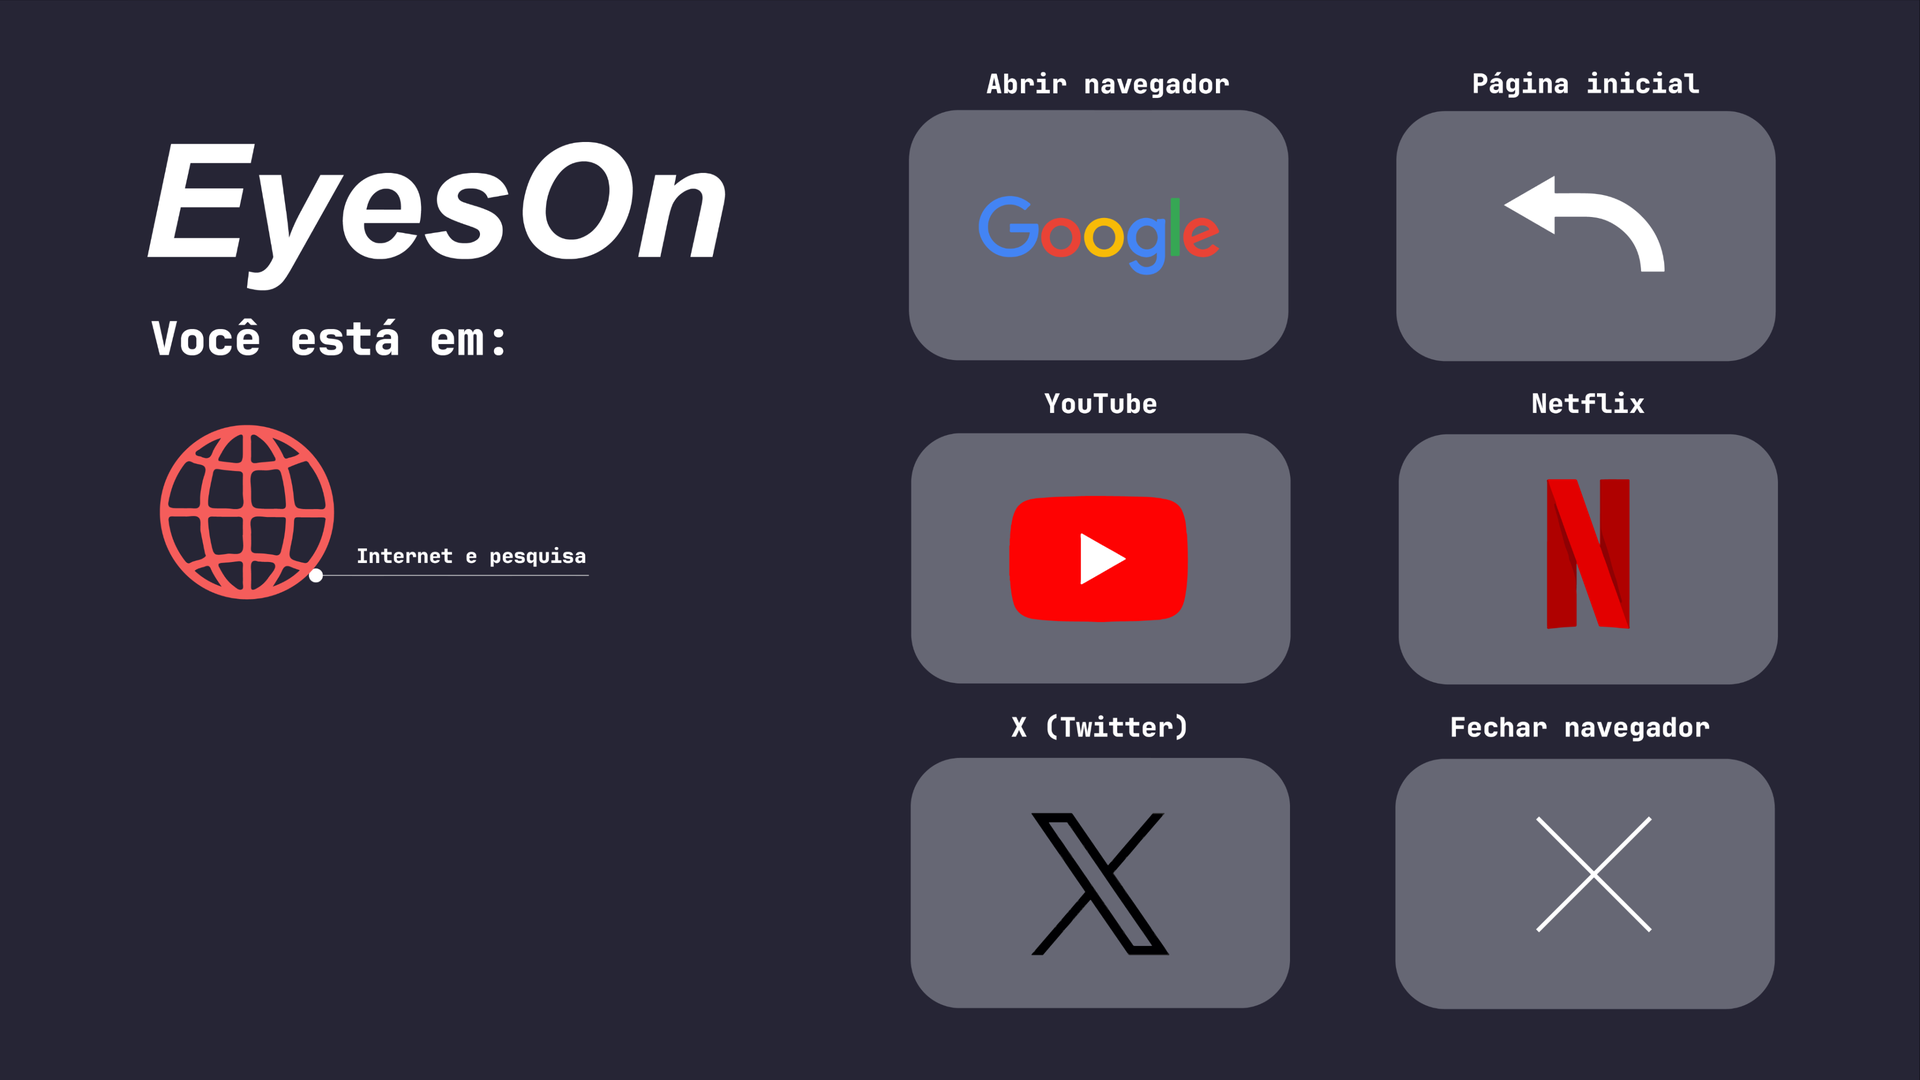 EyesOn
Você está em:
Internet e pesquisa
Abrir navegador
Google
Página inicial
YouTube
Netflix
N
X (Twitter)
X
Fechar navegador